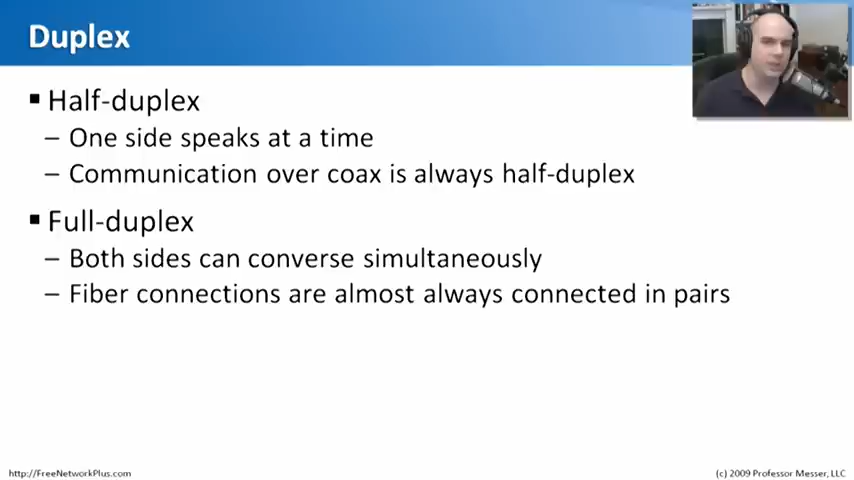 Duplex
▪ Half-duplex
– One side speaks at a time
– Communication over coax is always half-duplex
▪ Full-duplex
– Both sides can converse simultaneously
– Fiber connections are almost always connected in pairs
http://FreeNetworkPlus.com
(c) 2009 Professor Messer, LLC